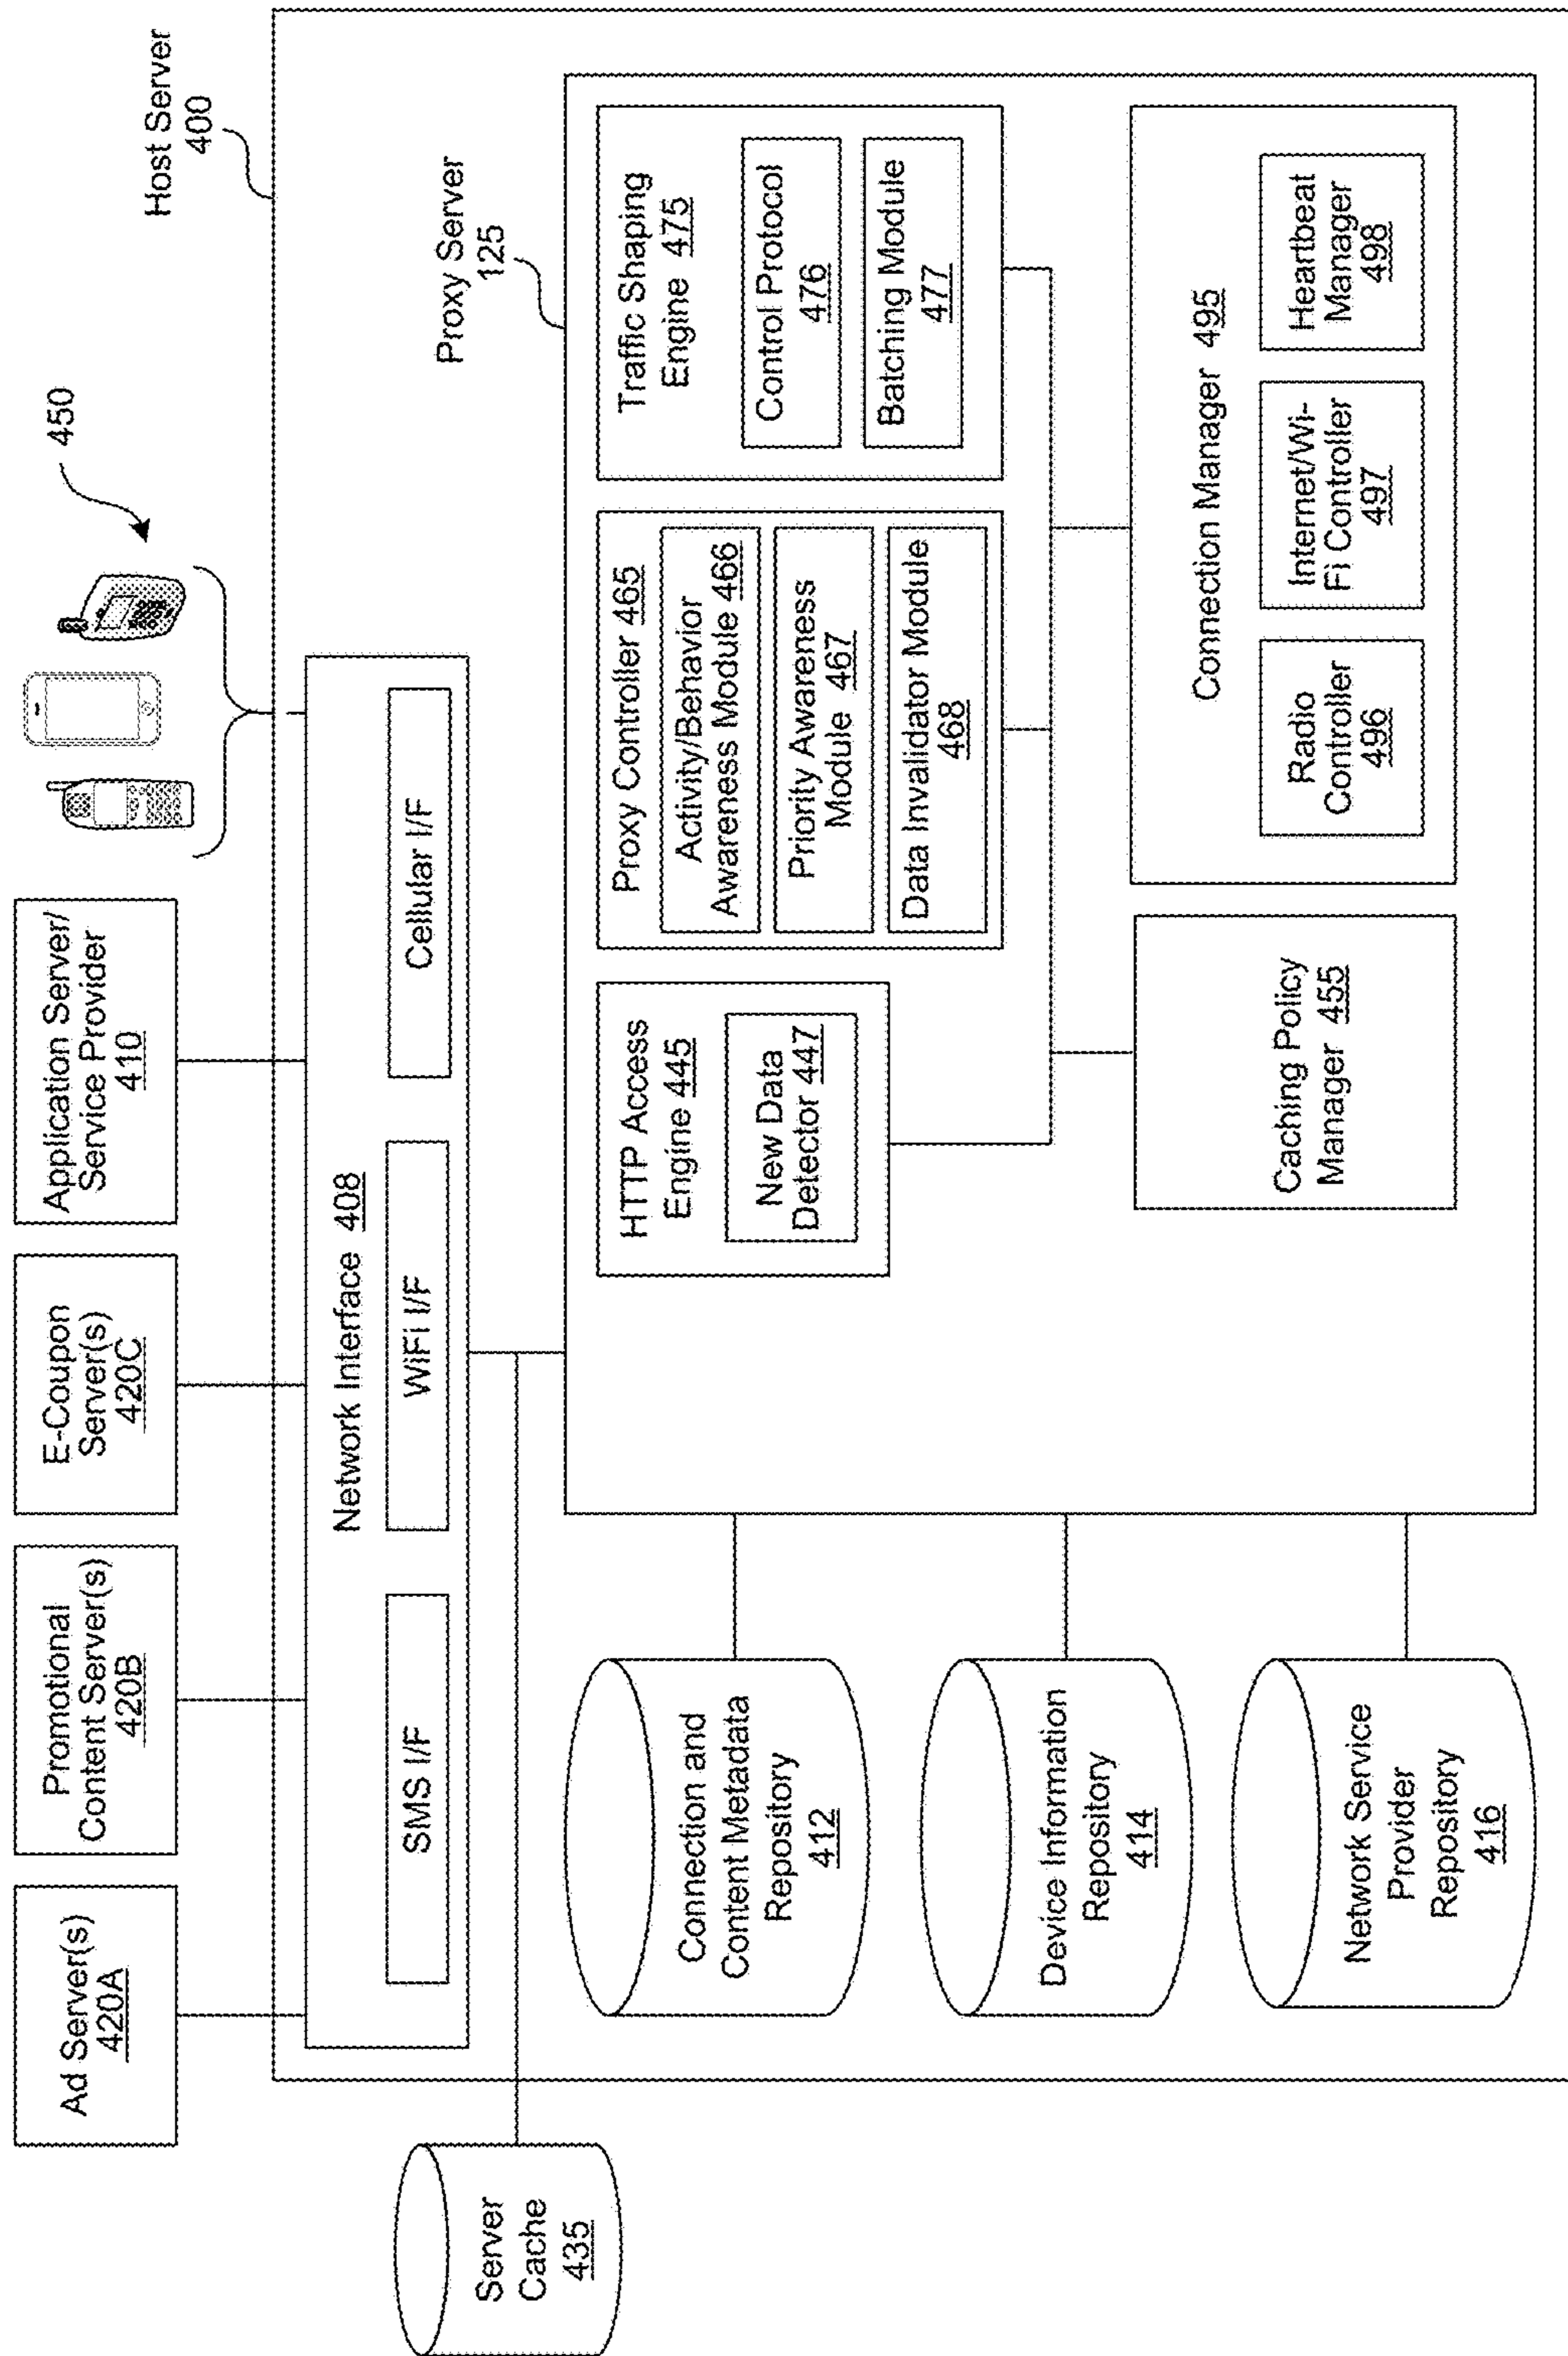 Ad Server(s)
420A
Promotional
Content Server(s)
420B
E-Coupon
Server(s)
420C
Application Server/
Service Provider
410
450
Host Server
400
Network Interface 408
SMS I/F
WiFi I/F
Cellular I/F
Server
Cache
435
Proxy Server
125
Connection and
Content Metadata
Repository
412
Device Information
Repository
414
Network Service
Provider
Repository
416
HTTP Access
Engine 445
New Data
Detector 447
Proxy Controller 465
Activity/Behavior
Awareness Module 466
Priority Awareness
Module 467
Data Invalidator Module
468
Traffic Shaping
Engine 475
Control Protocol
476
Batching Module
477
Caching Policy
Manager 455
Connection Manager 495
Radio
Controller
496
Internet/Wi-
Fi Controller
497
Heartbeat
Manager
498